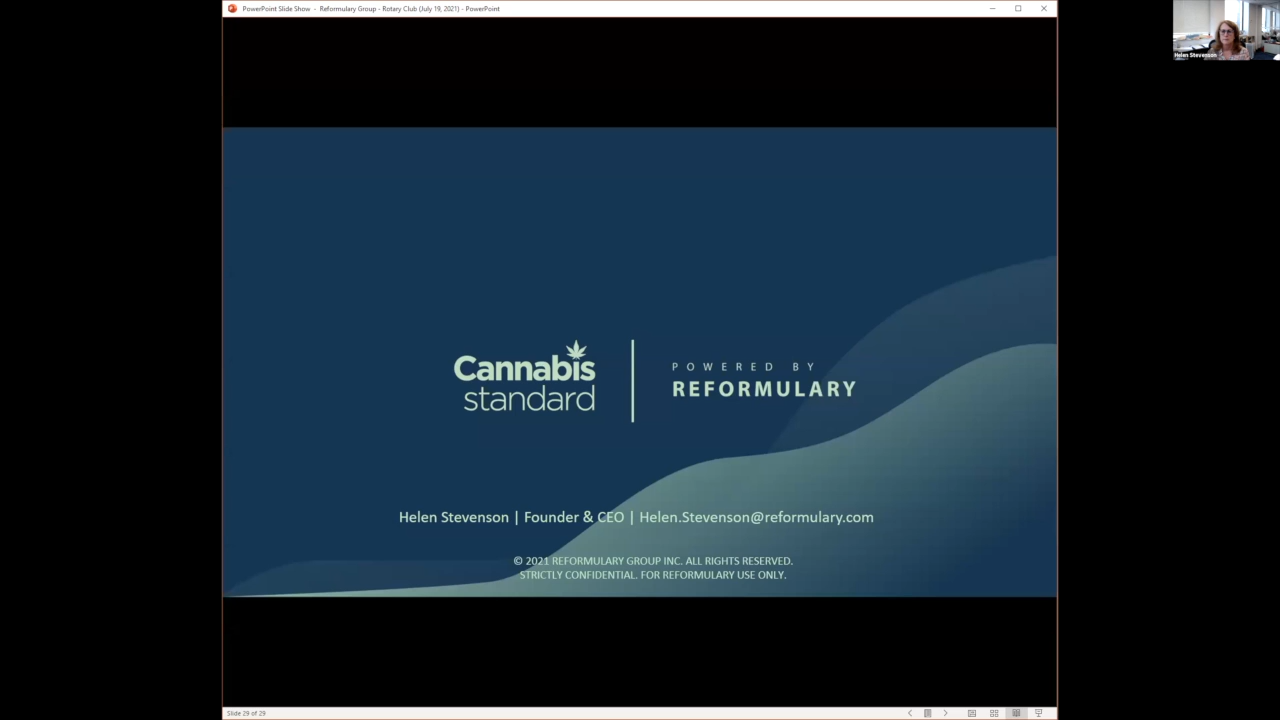 PowerPoint Slide Show - Reformulary Group - Rotary Club (July 19, 2021) - PowerPoint
Helen Stevenson
Cannabis
standard
POWERED BY
REFORMULARY
Helen Stevenson | Founder & CEO | Helen.Stevenson@reformulary.com
© 2021 REFORMULARY GROUP INC. ALL RIGHTS RESERVED.
STRICTLY CONFIDENTIAL. FOR REFORMULARY USE ONLY.
Slide 29 of 29